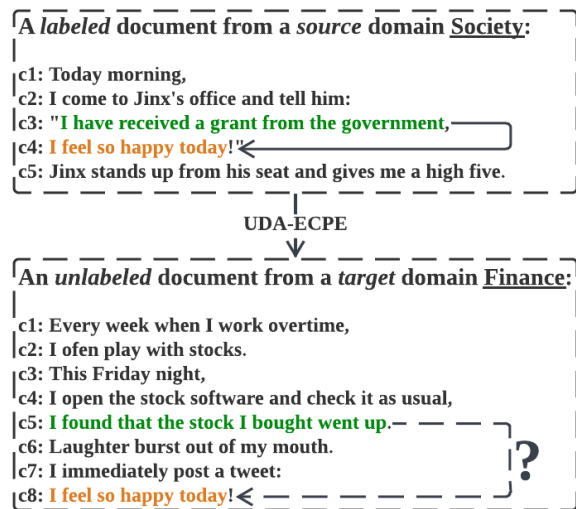 A labeled document from a source domain Society:
c1: Today morning,
c2: I come to Jinx's office and tell him:
c3: "I have received a grant from the government,
c4: I feel so happy today!"
c5: Jinx stands up from his seat and gives me a high five.
UDA-ECPE
An unlabeled document from a target domain Finance:
c1: Every week when I work overtime,
c2: I ofen play with stocks.
c3: This Friday night,
c4: I open the stock software and check it as usual,
c5: I found that the stock I bought went up.
c6: Laughter burst out of my mouth.
c7: I immediately post a tweet:
c8: I feel so happy today!
?